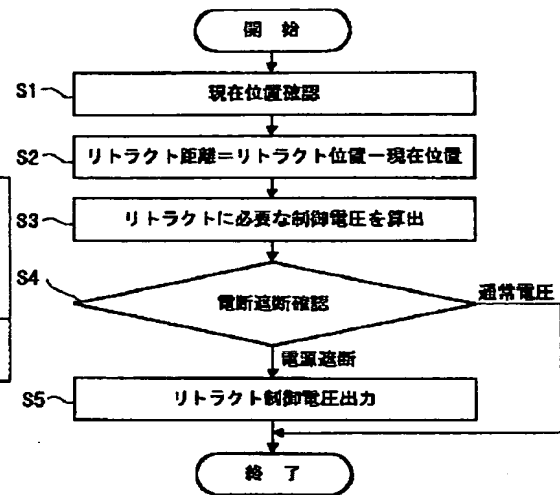 開 始
S1
現在位置確認
S2
リトラクト距離＝リトラクト位置ー現在位置
S3
リトラクトに必要な制御電圧を算出
S4
電断遮断確認
通常電圧
電源遮断
S5
リトラクト制御電圧出力
終 了